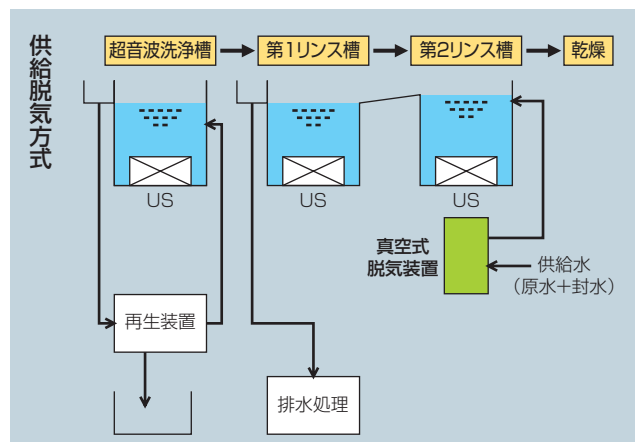 供給脱気方式
超音波洗浄槽
第1リンス槽
第2リンス槽
乾燥
US
US
US
真空式
脱気装置
供給水
（原水＋封水）
再生装置
排水処理